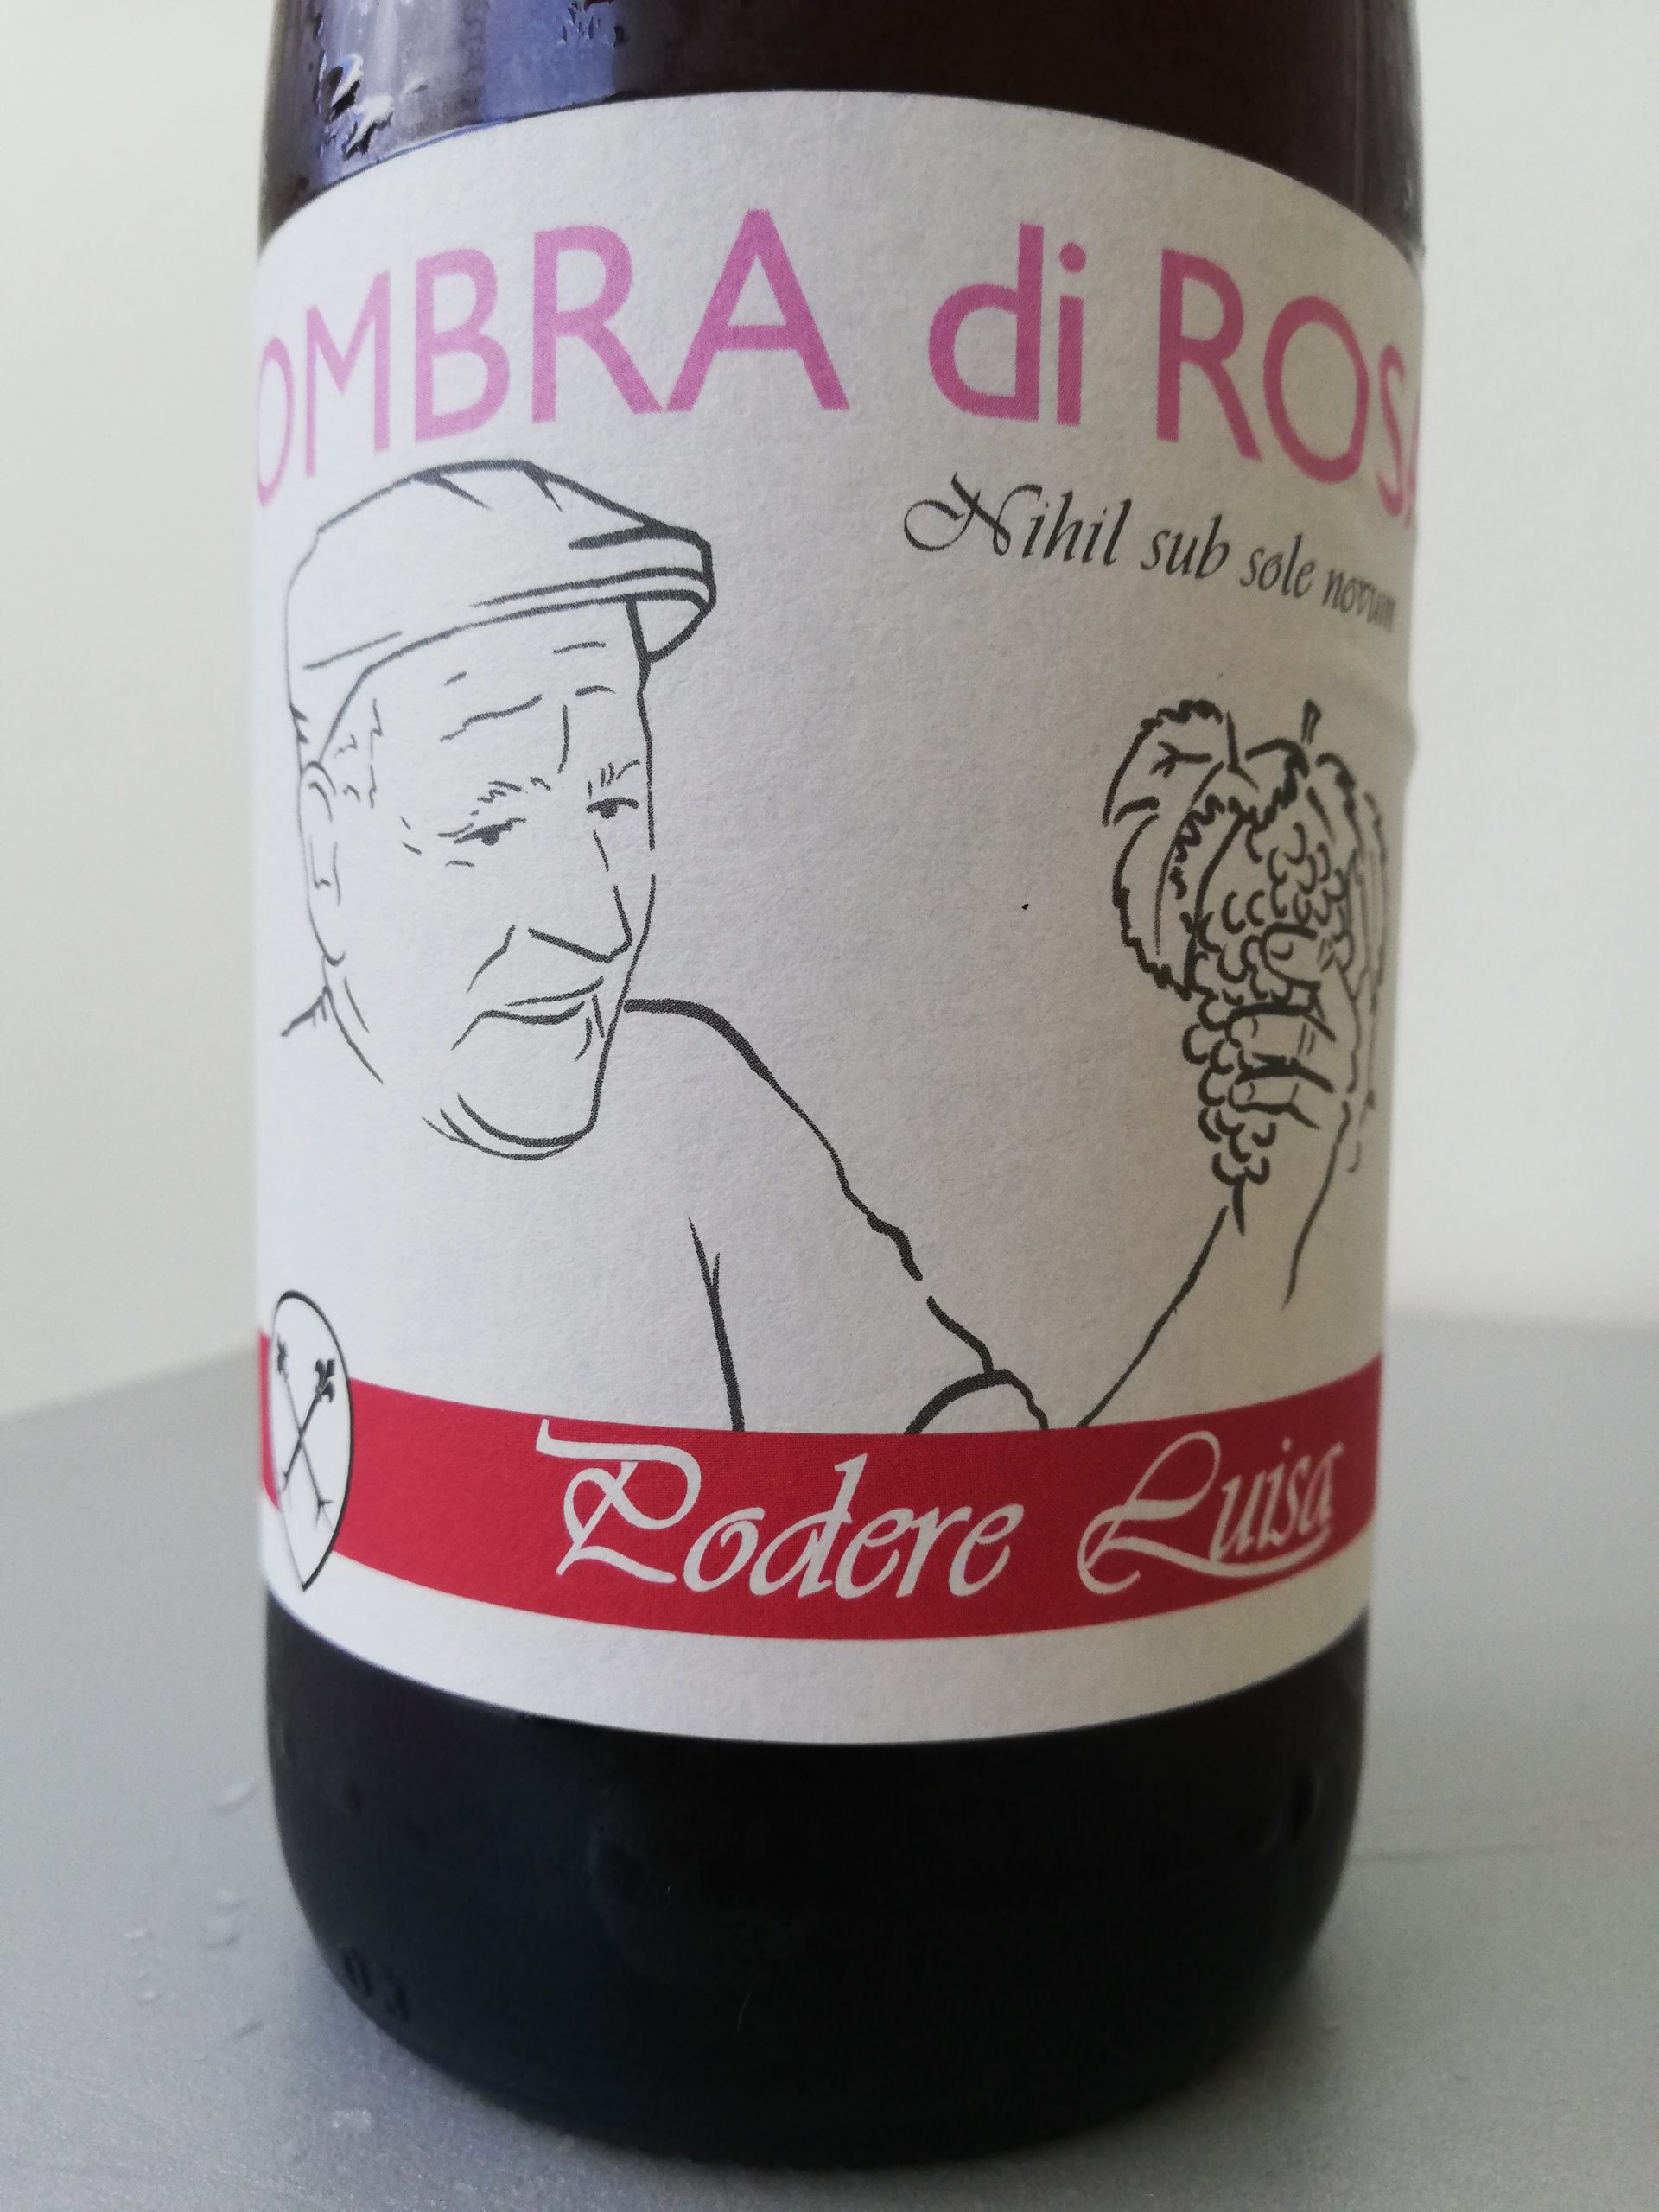 OMBRA di ROSA
Nihil sub sole novum
Podere Luisa